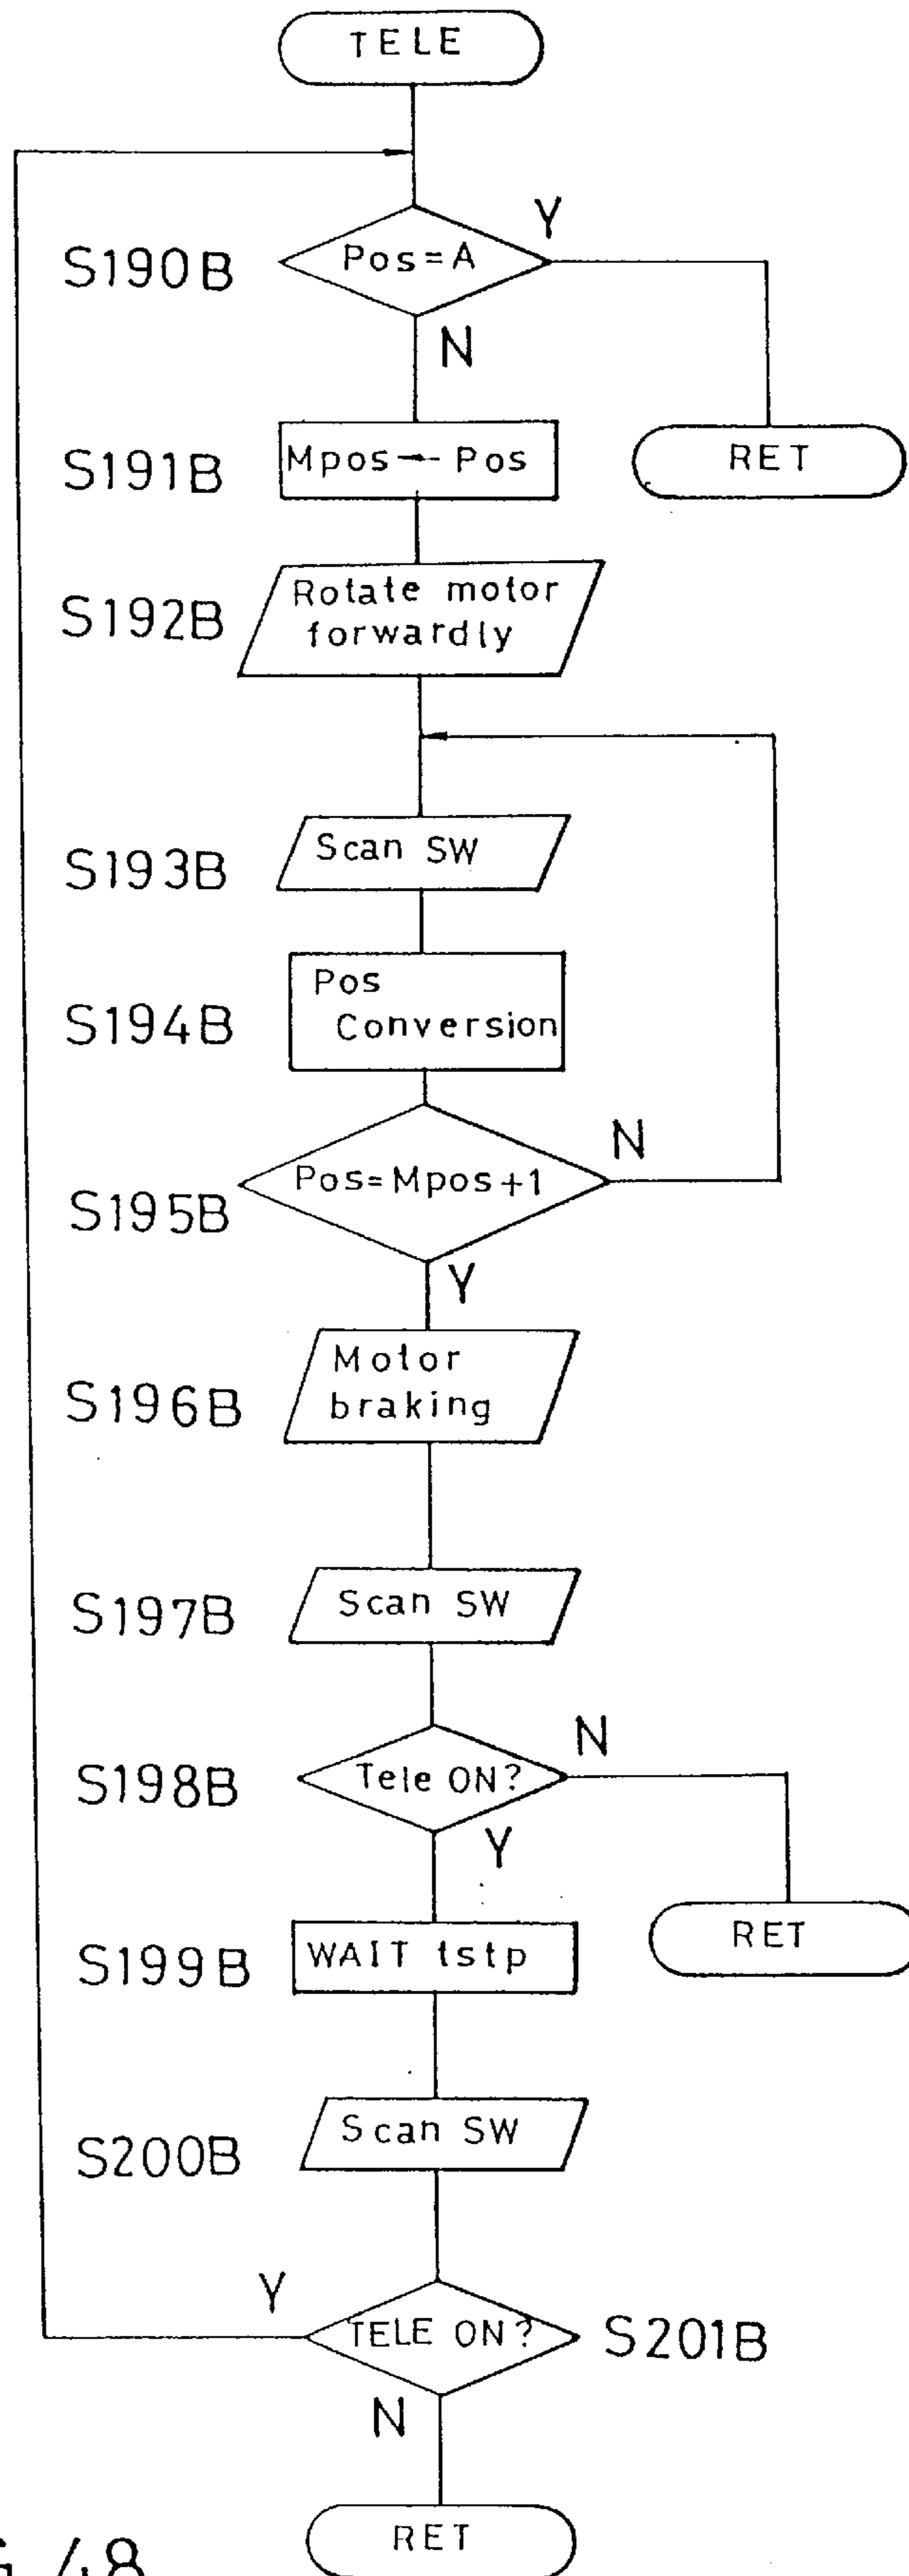 TELE
S190B
Pos=A
Y
N
S191B
Mpos ← Pos
RET
S192B
Rotate motor
forwardly
S193B
Scan SW
S194B
Pos
Conversion
S195B
Pos=Mpos+1
N
Y
S196B
Motor
braking
S197B
Scan SW
S198B
Tele ON?
N
Y
RET
S199B
WAIT tstp
S200B
Scan SW
Y
TELE ON?
S201B
N
RET
48